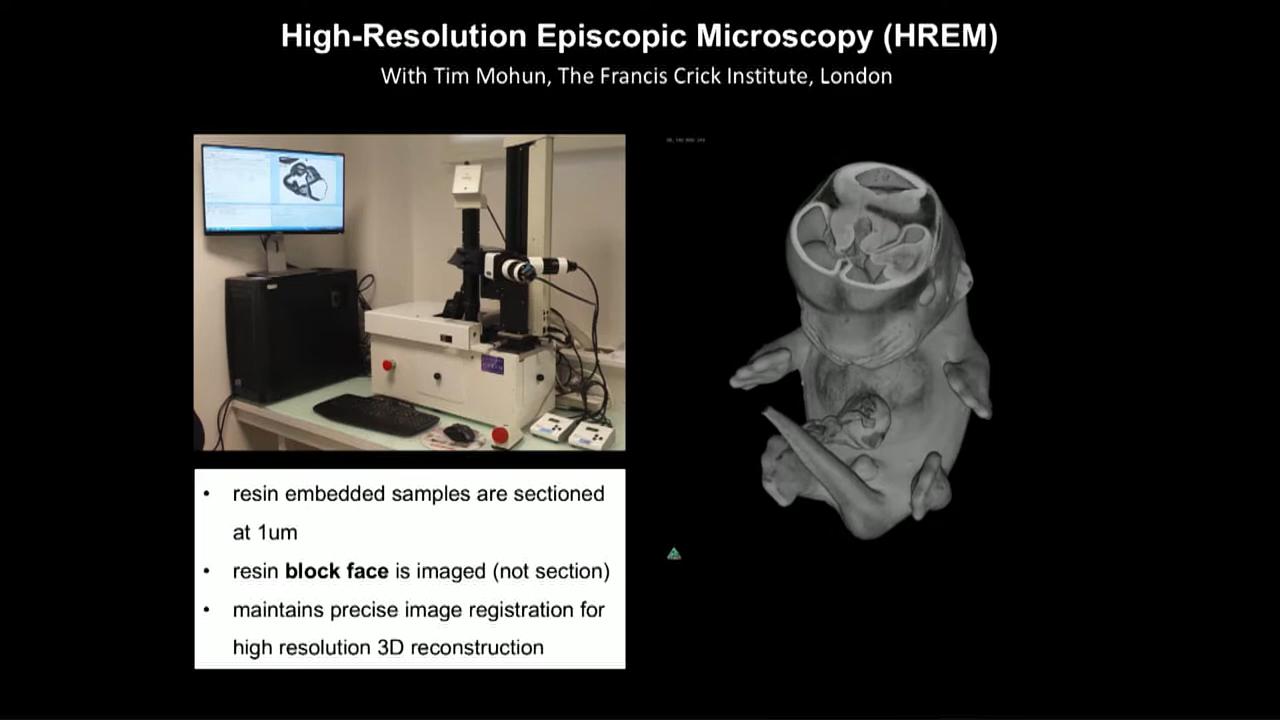 High-Resolution Episcopic Microscopy (HREM)
With Tim Mohun, The Francis Crick Institute, London
• resin embedded samples are sectioned
at 1um
• resin block face is imaged (not section)
• maintains precise image registration for
high resolution 3D reconstruction